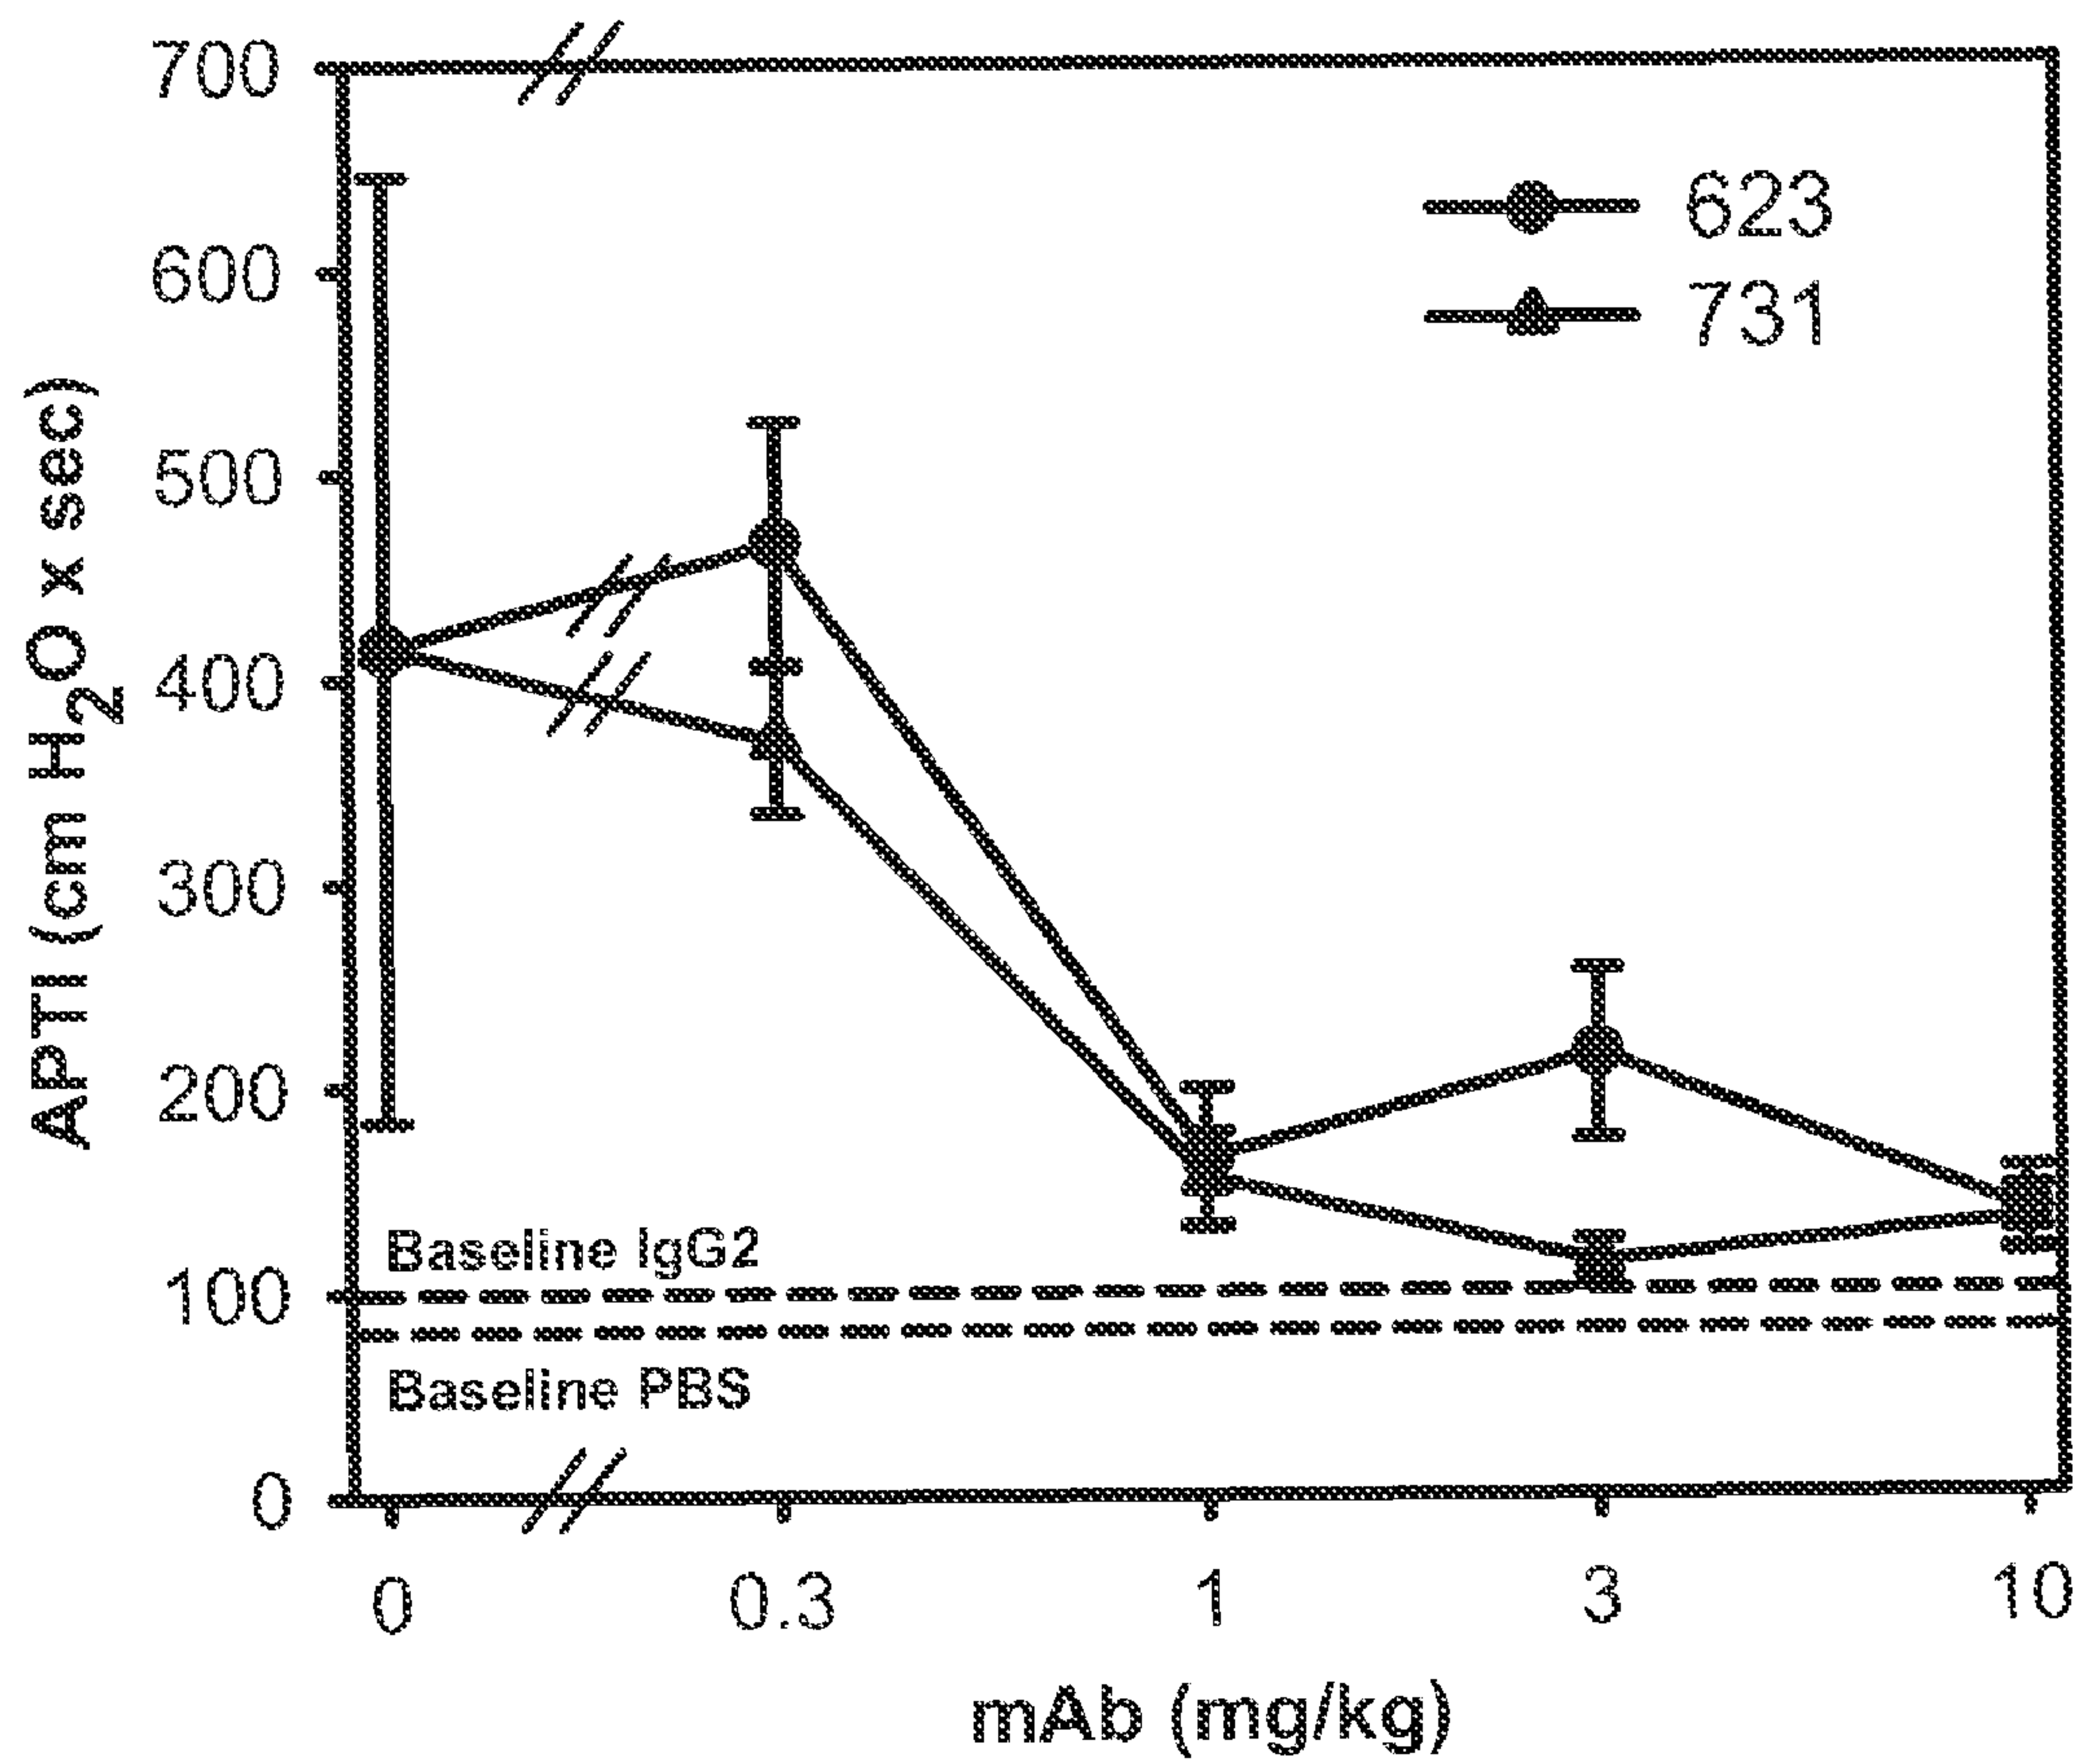 700
600
500
400
300
200
100
0
APTI (cm H2O x sec)
623
731
Baseline IgG2
Baseline PBS
0 0.3 1 3 10
mAb (mg/kg)